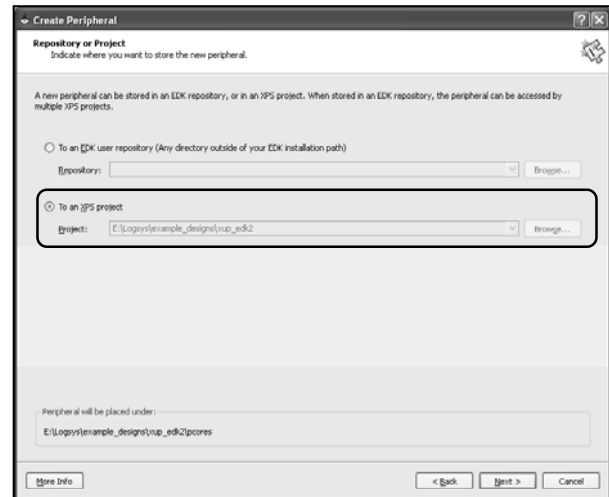 Create Peripheral
Repository or Project
Indicate where you want to store the new peripheral.
A new peripheral can be stored in an EDK repository, or in an XPS project. When stored in an EDK repository, the peripheral can be accessed by
multiple XPS projects.
To an EDK user repository (Any directory outside of your EDK installation path)
Repository:
Browse...
To an XPS project
Project: E:\Logsys\example_designs\xup_edk2
Browse...
Peripheral will be placed under:
E:\Logsys\example_designs\xup_edk2\pcores
More Info
< Back
Next >
Cancel